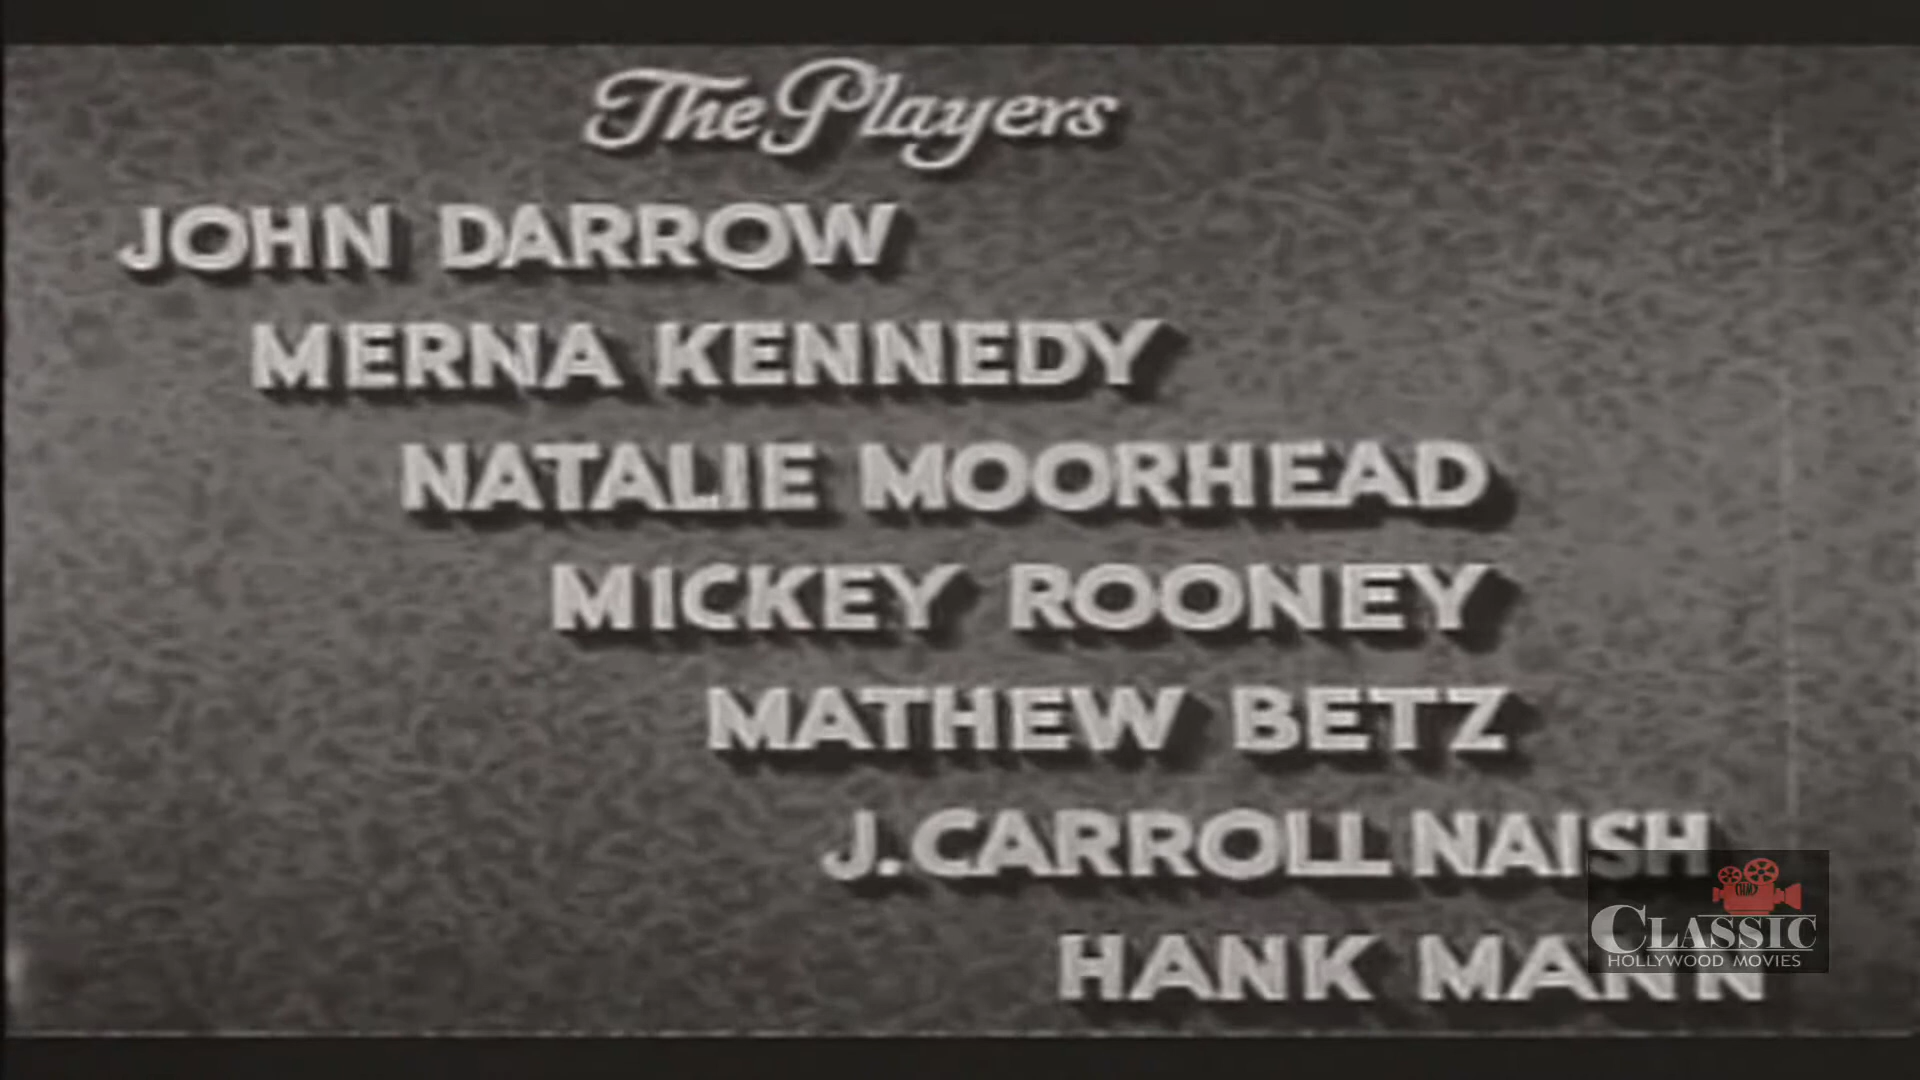 The Players
JOHN DARROW
MERNA KENNEDY
NATALIE MOORHEAD
MICKEY ROONEY
MATHEW BETZ
J. CARROLL NAISH
HANK MANN
CLASSIC
HOLLYWOOD MOVIES